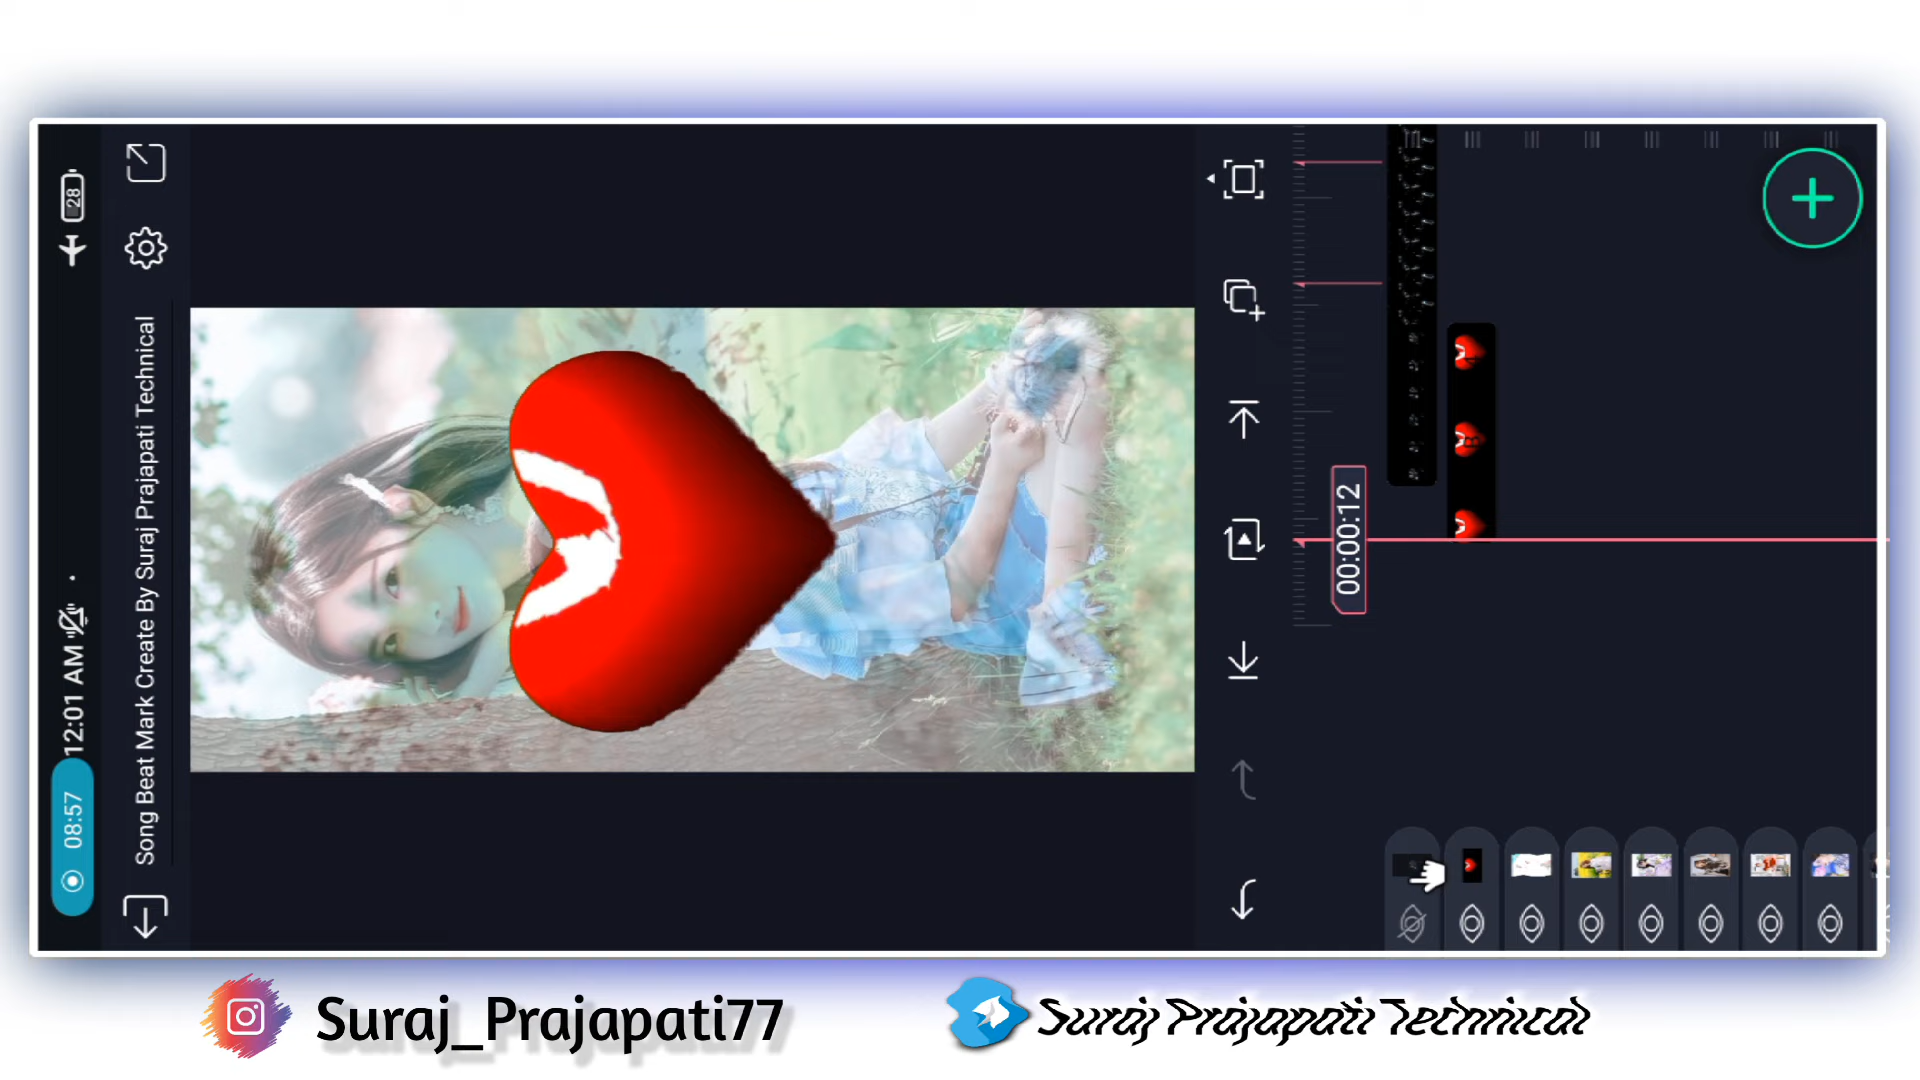 28
08:57 12:01 AM
Song Beat Mark Create By Suraj Prajapati Technical
00:00:12
Suraj_Prajapati77
Suraj Prajapati Technical